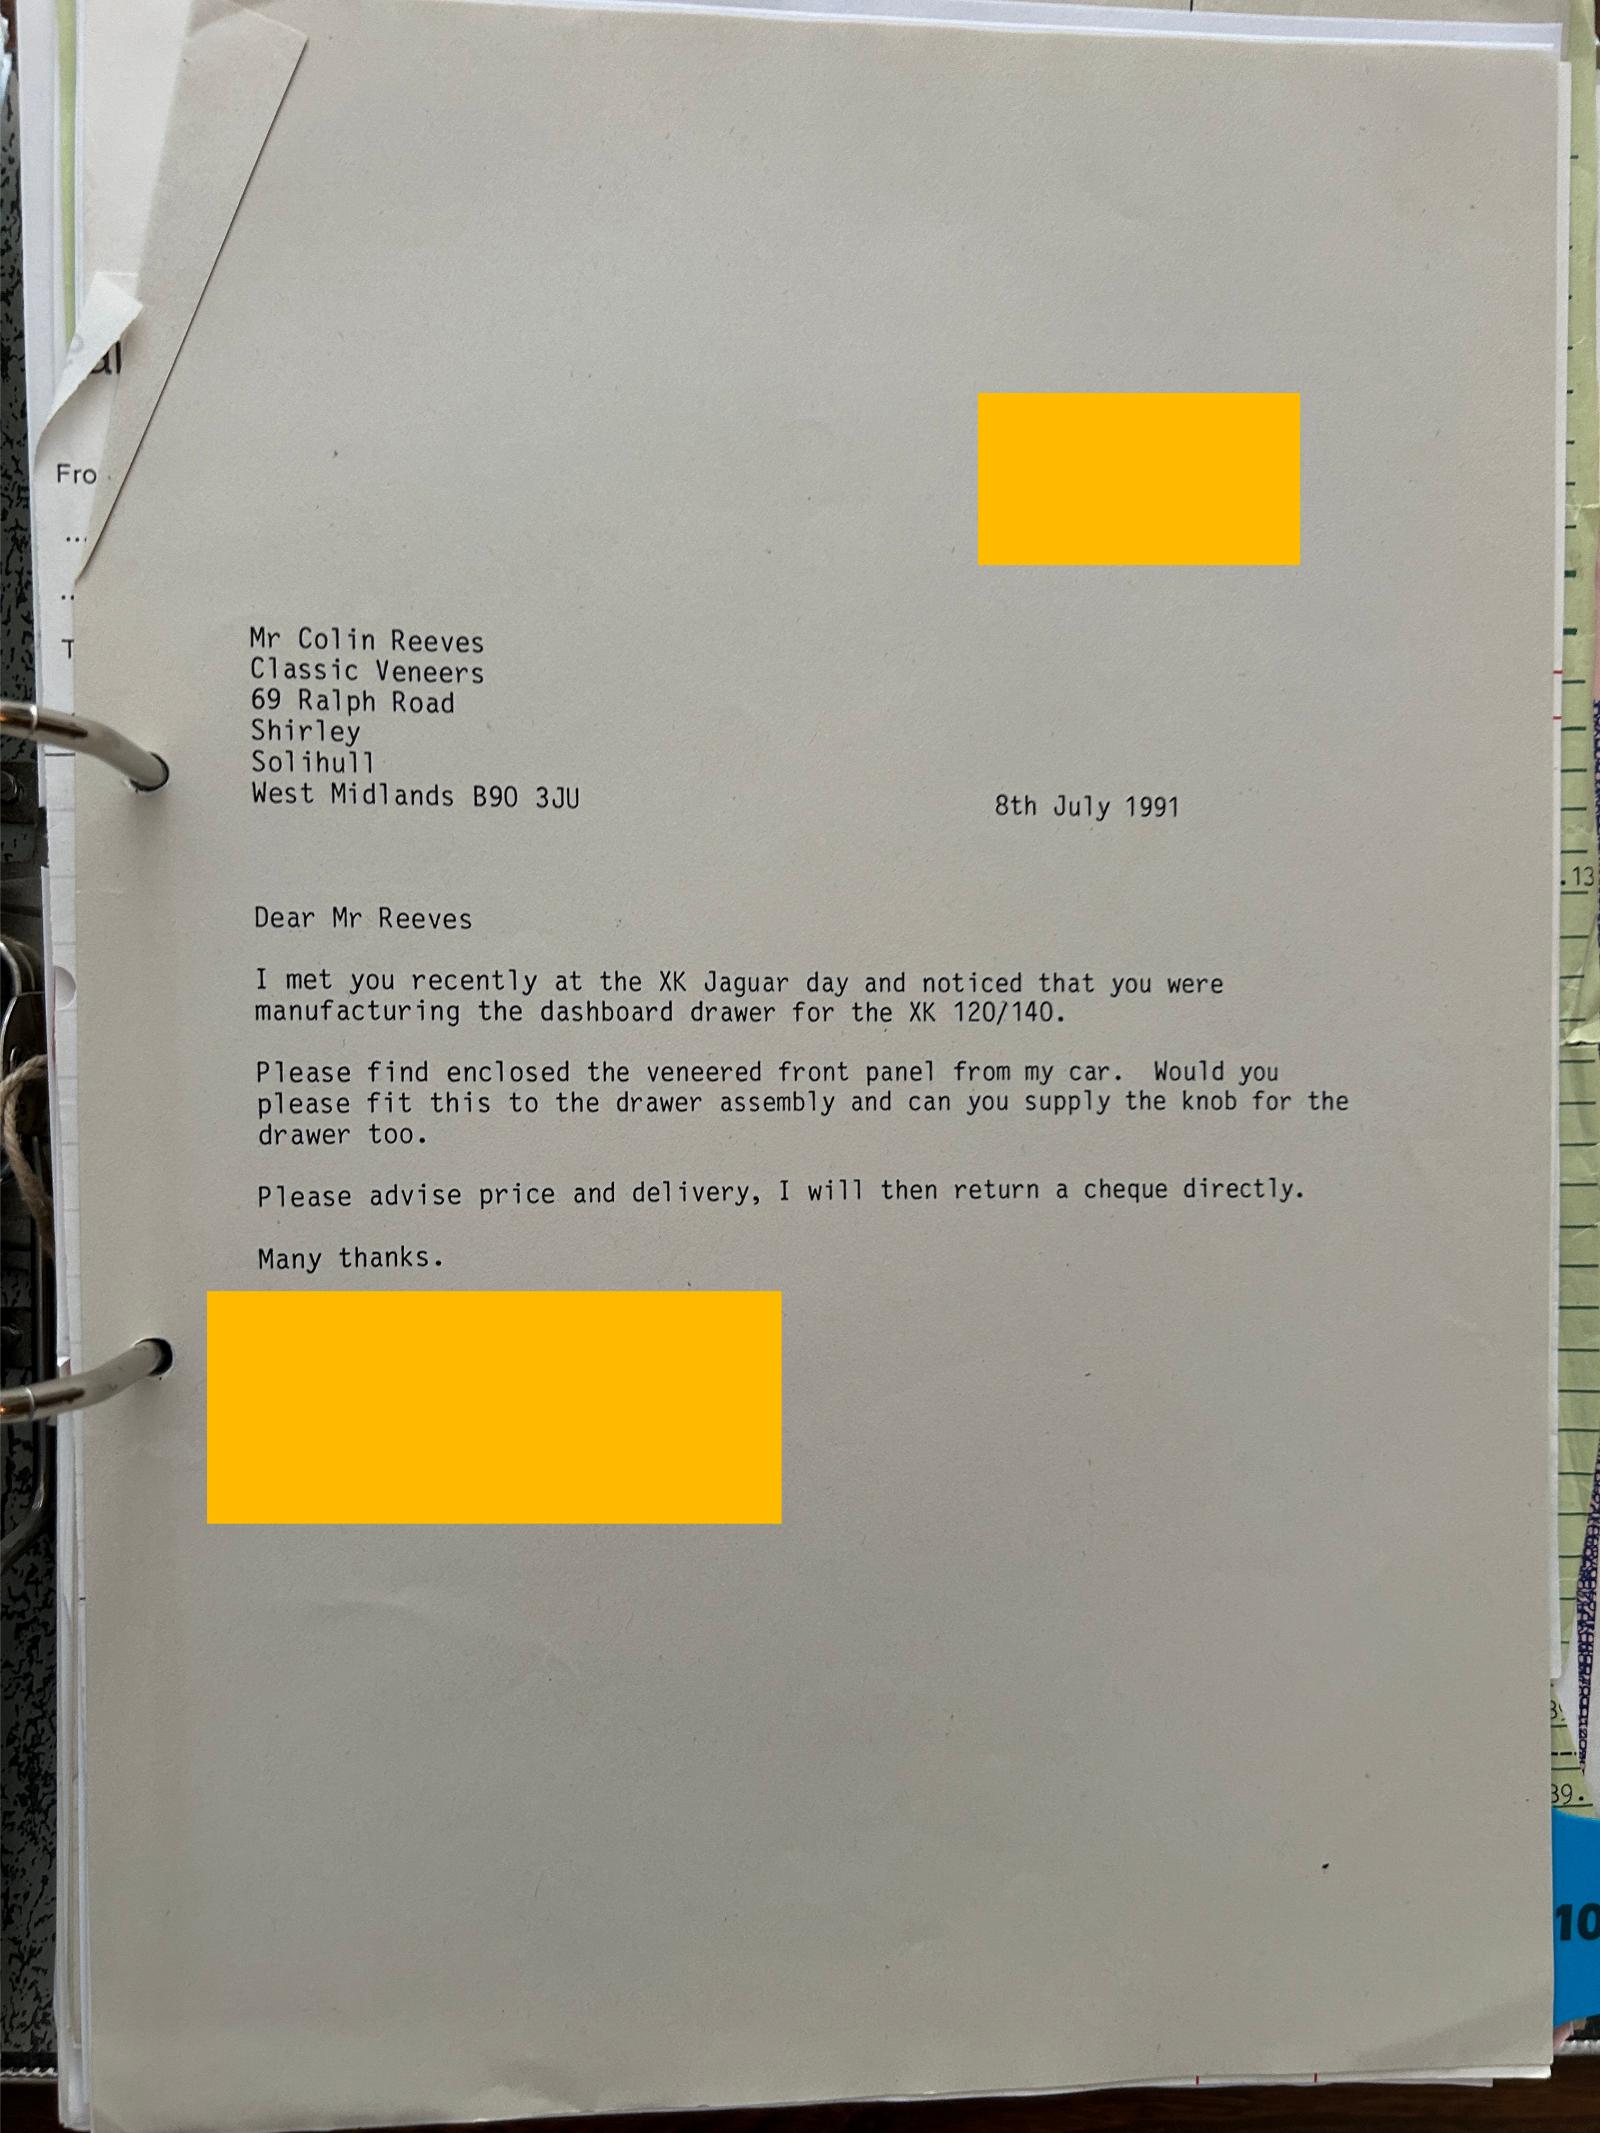 al
Fro
...
..
T
Mr Colin Reeves
Classic Veneers
69 Ralph Road
Shirley
Solihull
West Midlands B90 3JU
8th July 1991
.13
Dear Mr Reeves
I met you recently at the XK Jaguar day and noticed that you were
manufacturing the dashboard drawer for the XK 120/140.
Please find enclosed the veneered front panel from my car.  Would you
please fit this to the drawer assembly and can you supply the knob for the
drawer too.
Please advise price and delivery, I will then return a cheque directly.
Many thanks.
39.
10